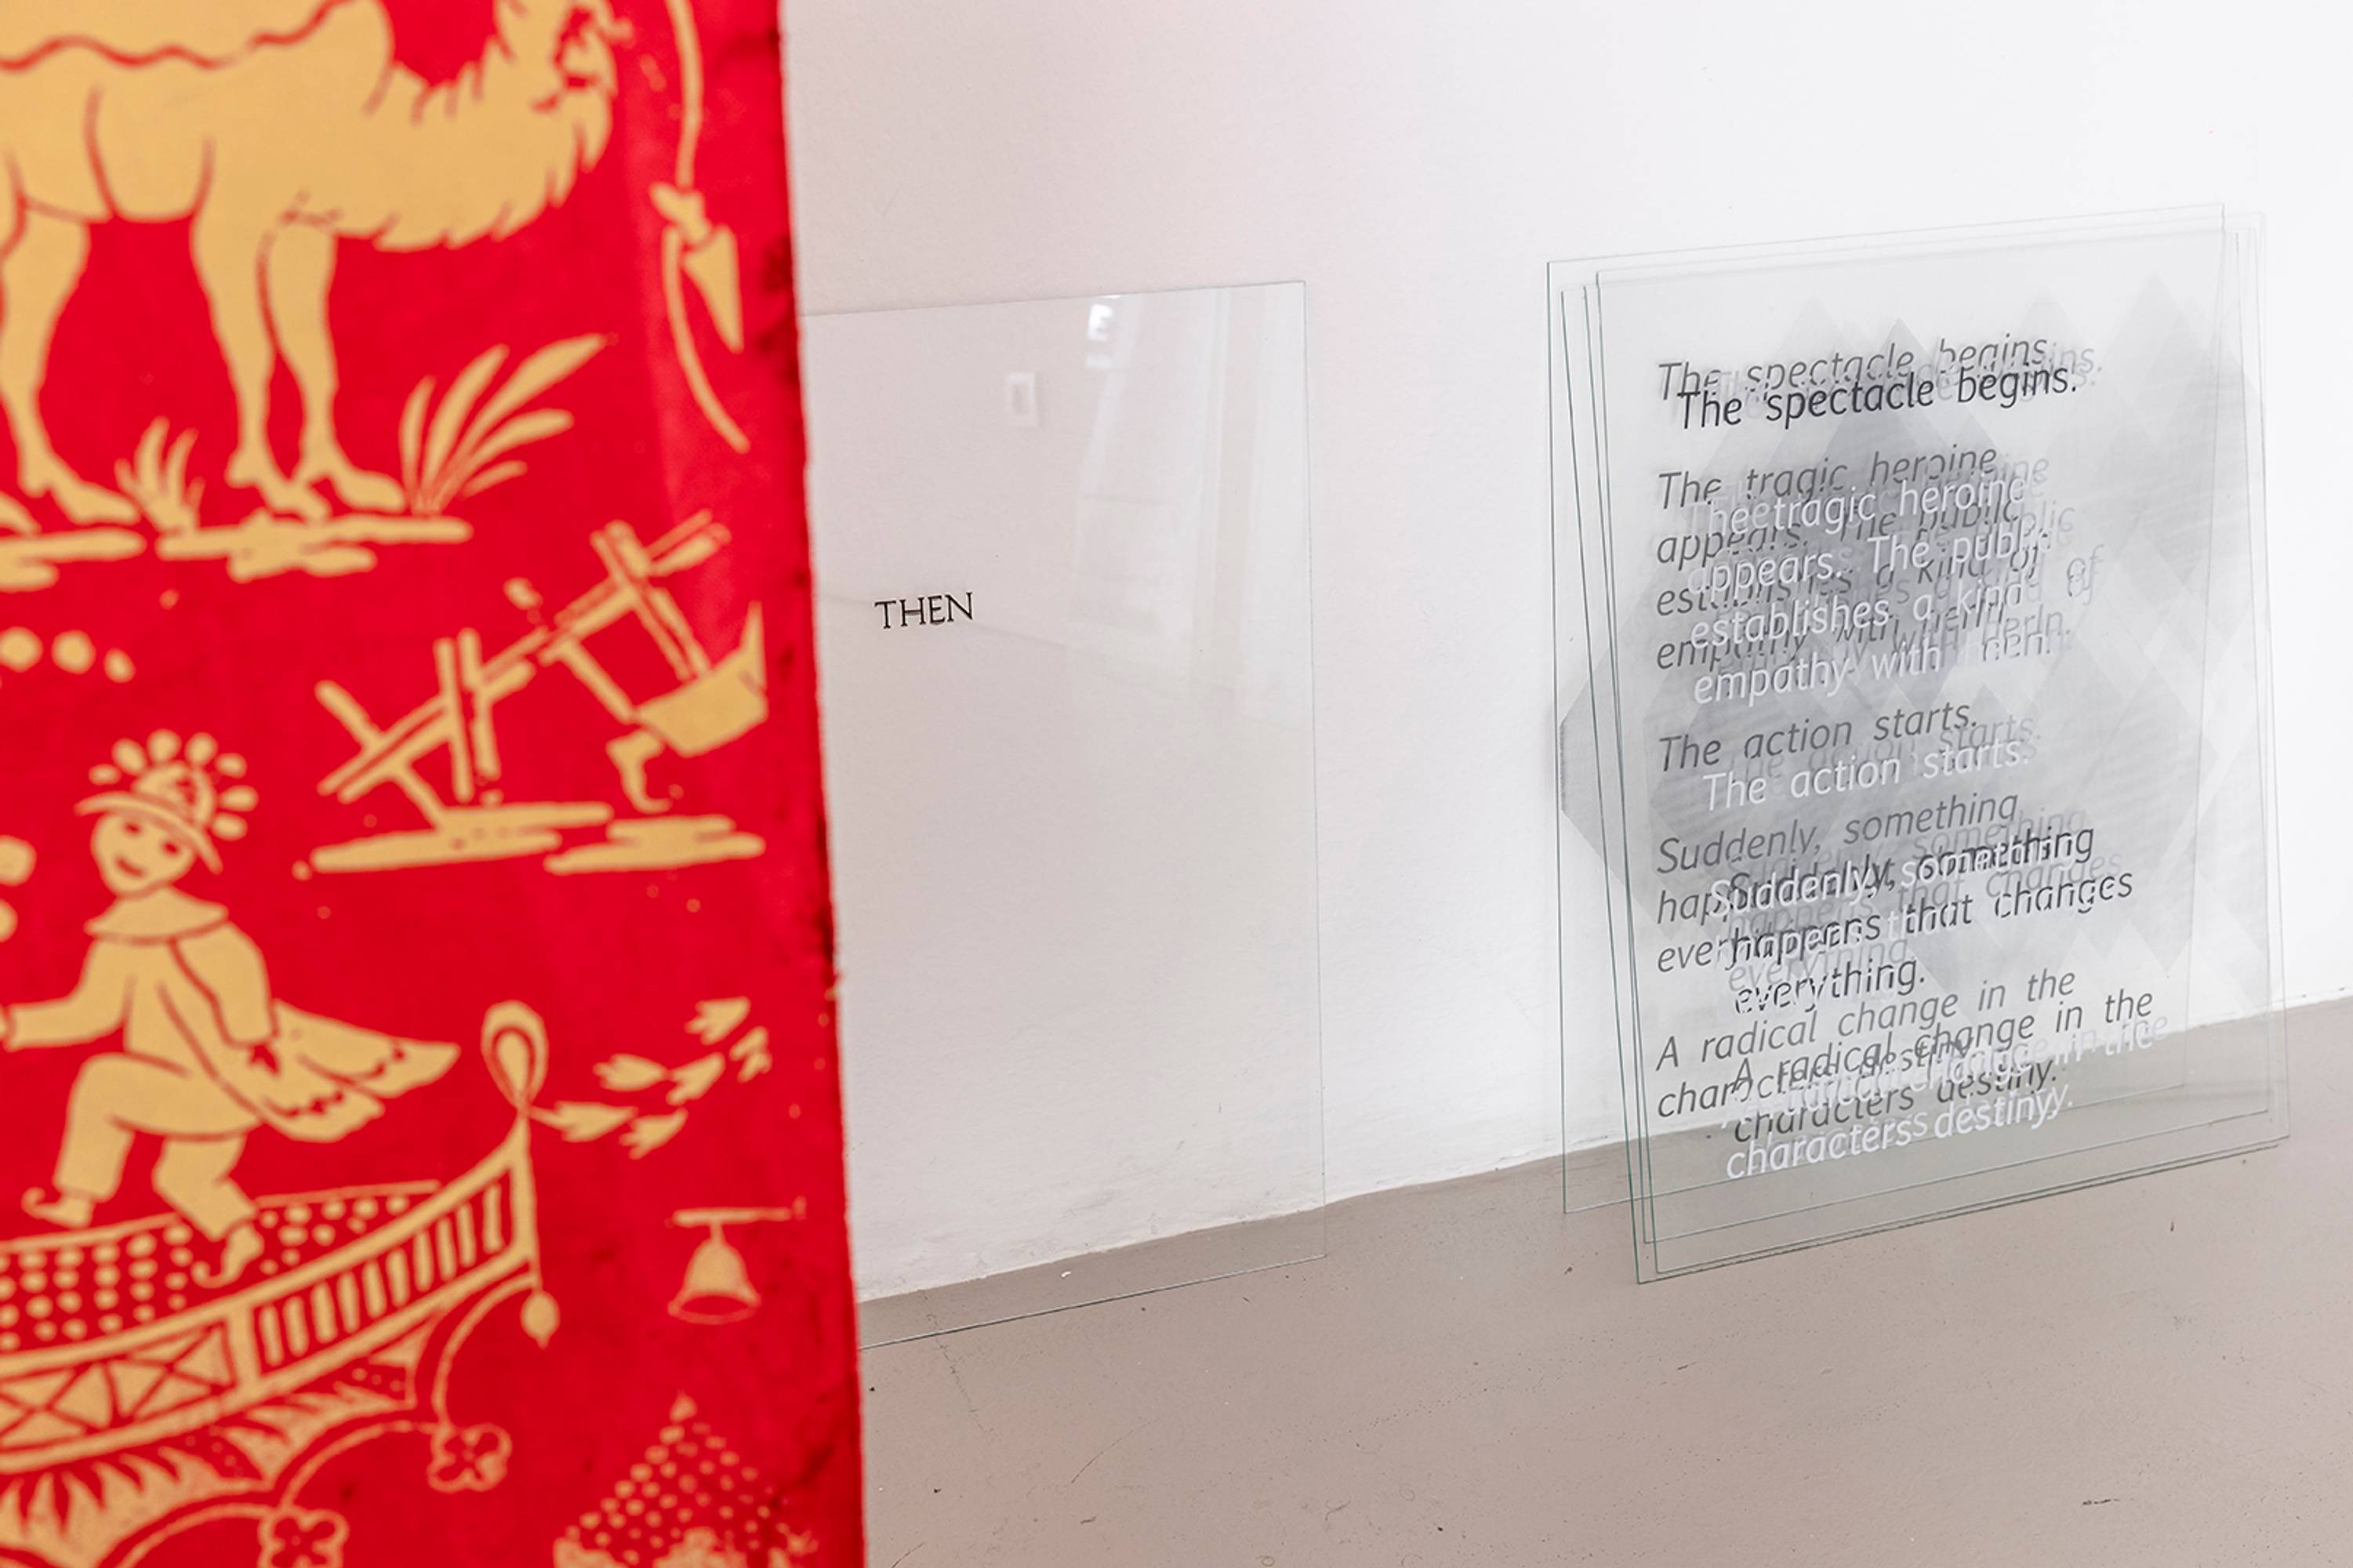 THEN
The spectacle begins.
The tragic heroine
appears. The public
establishes a kind of
empathy with
The action starts.
Suddenly, something
happens that changes
everything.
A radical change in the
characters destiny.